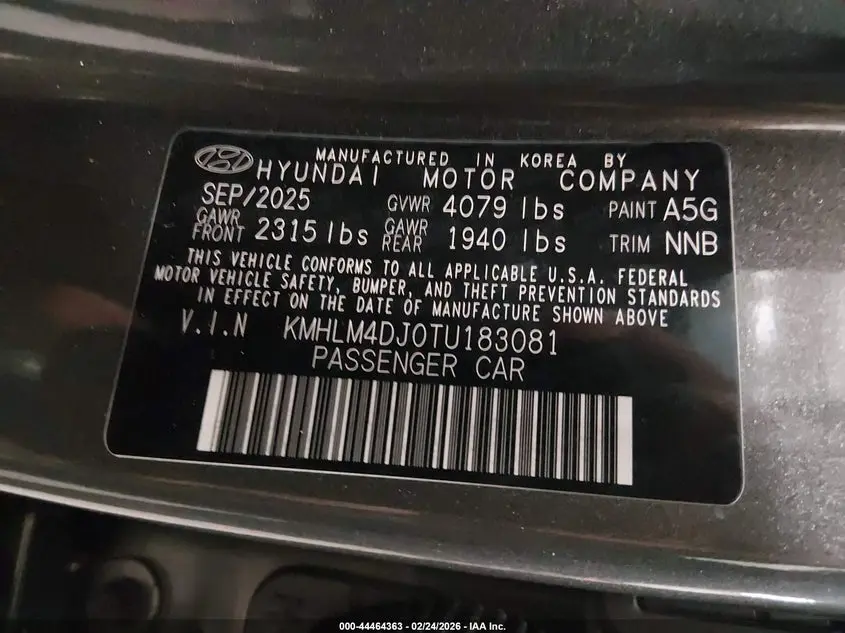 MANUFACTURED IN KOREA BY
HYUNDAI MOTOR COMPANY
SEP/2025 GVWR 4079 lbs PAINT A5G
GAWR FRONT 2315 lbs GAWR REAR 1940 lbs TRIM NNB
THIS VEHICLE CONFORMS TO ALL APPLICABLE U.S.A. FEDERAL
MOTOR VEHICLE SAFETY, BUMPER, AND THEFT PREVENTION STANDARDS
IN EFFECT ON THE DATE OF MANUFACTURE SHOWN ABOVE
V.I.N KMHLM4DJ0TU183081
PASSENGER CAR
000-44464363 - 02/24/2026 - IAA Inc.